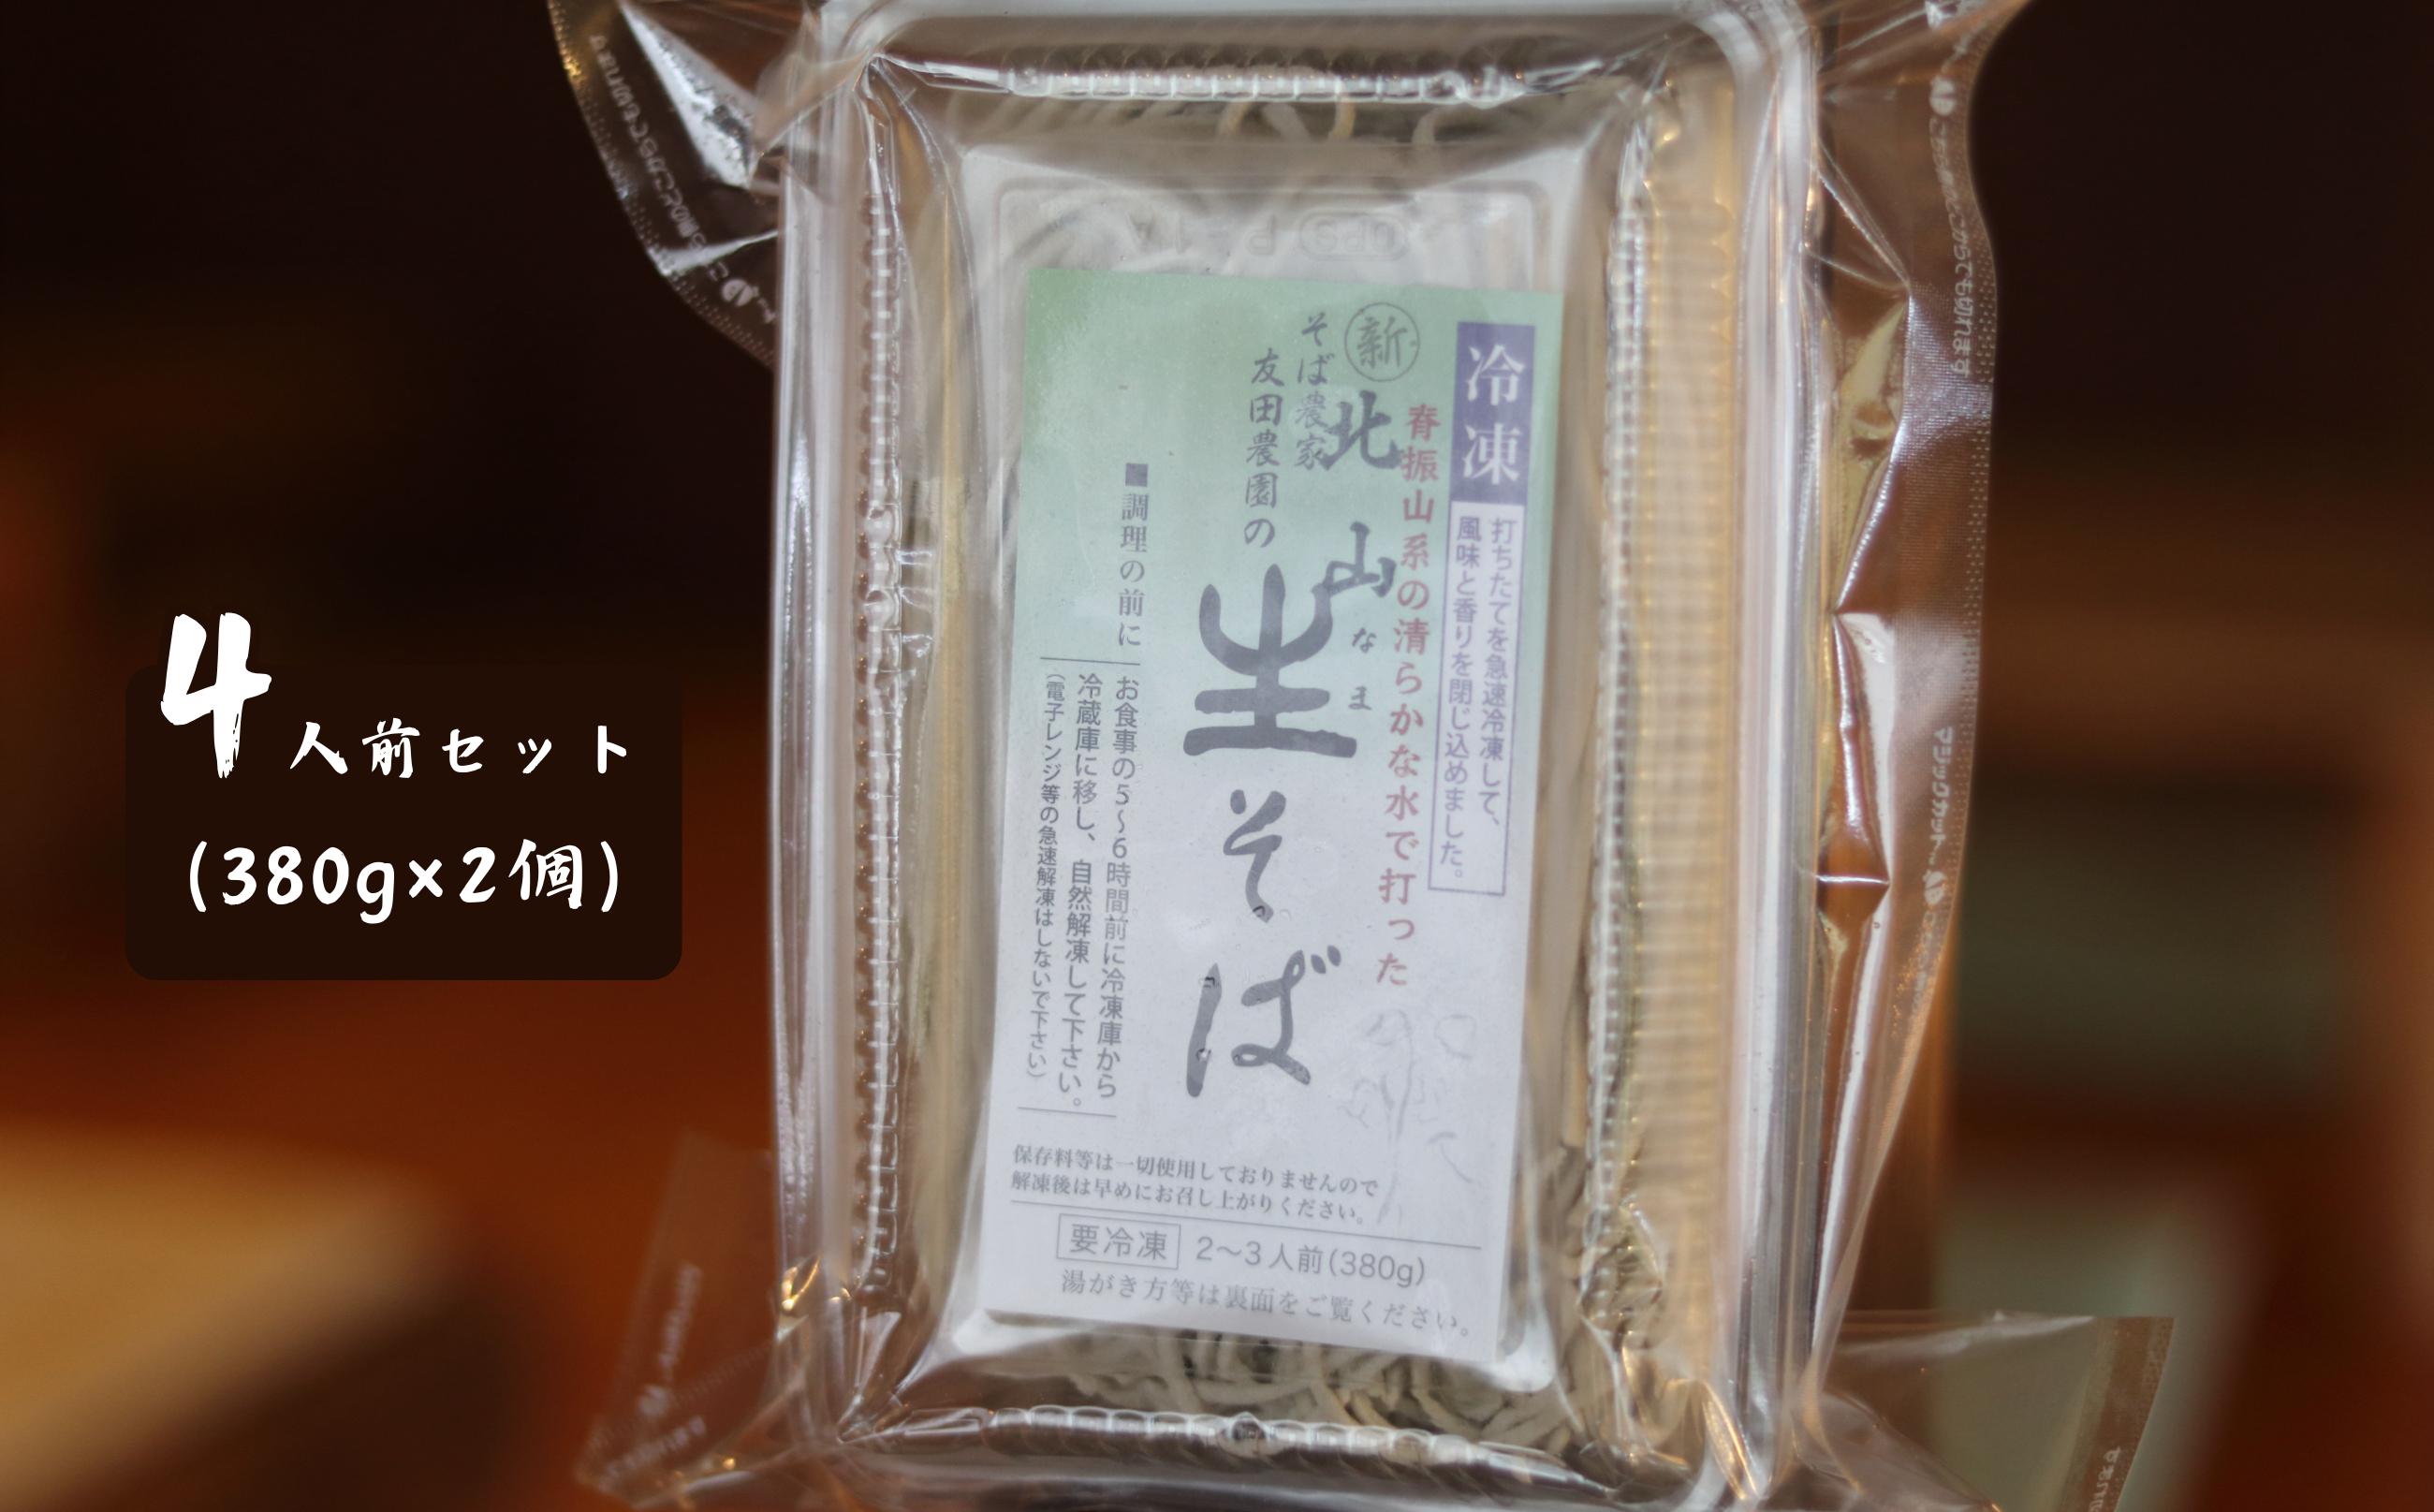 4人前セット
(380g×2個)
冷凍
打ちたてを急速冷凍して、
風味と香りを閉じ込めました。
脊振山系の清らかな水で打った
新
北山
なま
生そば
そば農家
友田農園の
■調理の前に
お食事の5～6時間前に冷凍庫から
冷蔵庫に移し、自然解凍して下さい。
(電子レンジ等の急速解凍はしないで下さい)
保存料等は一切使用しておりませんので
解凍後は早めにお召し上がりください。
要冷凍 2～3人前(380g)
湯がき方等は裏面をご覧ください。
マジックカット